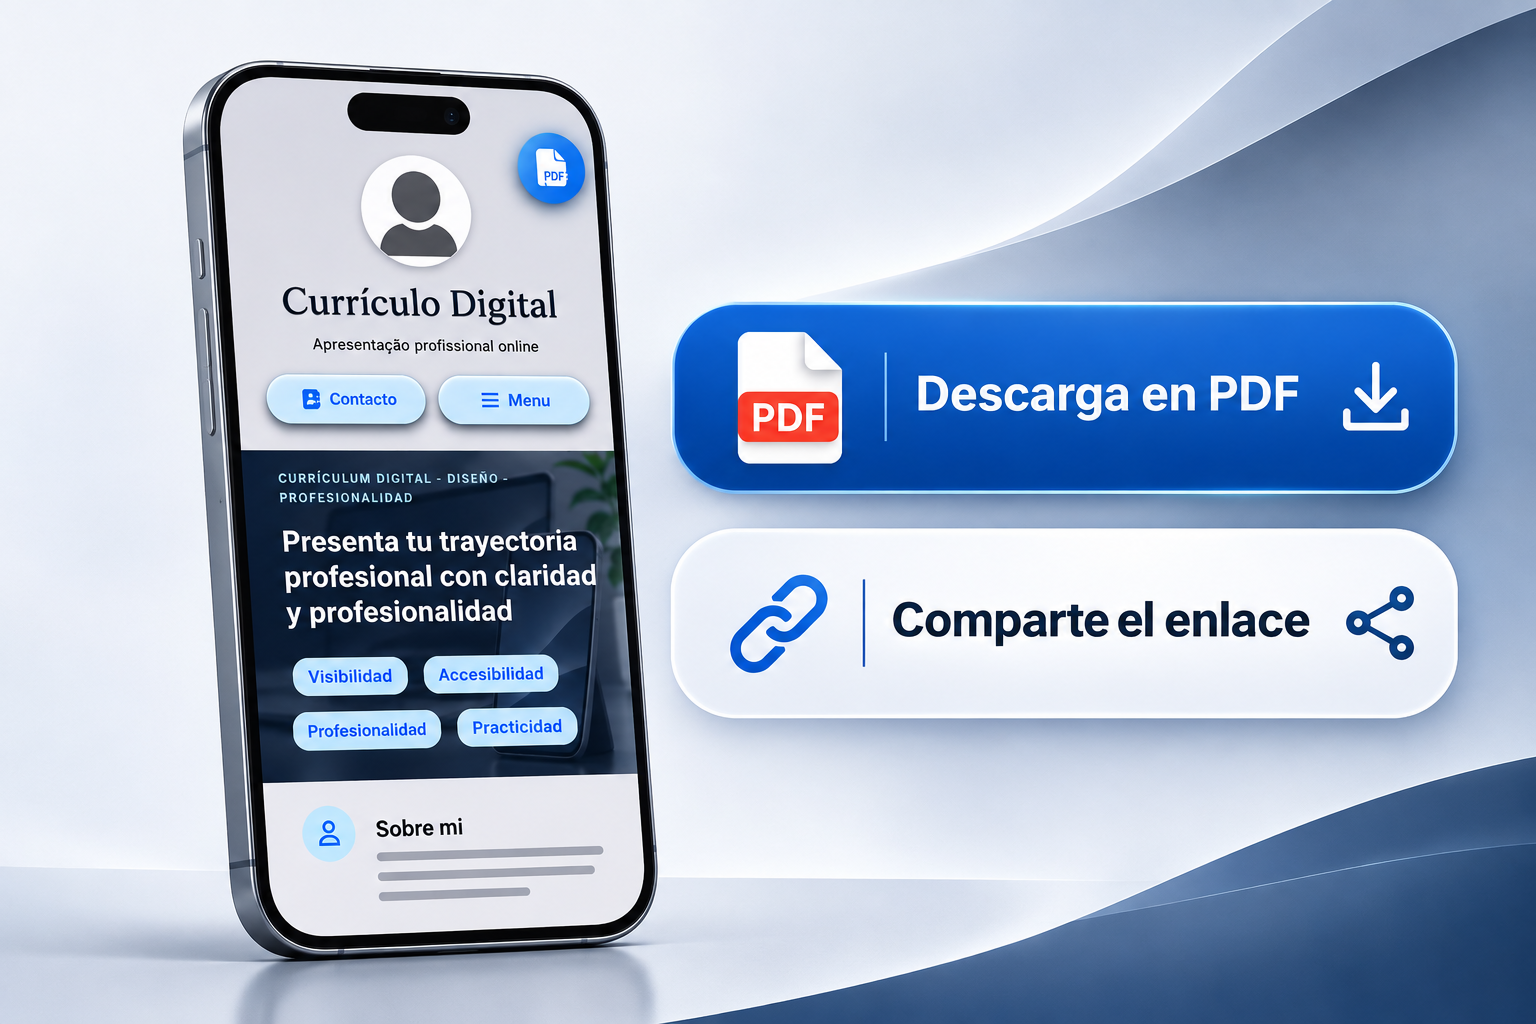 PDF
Currículo Digital
Apresentação profissional online
Contacto
Menu
CURRÍCULUM DIGITAL - DISEÑO -
PROFESIONALIDAD
Presenta tu trayectoria
profesional con claridad
y profesionalidad
Visibilidad
Accesibilidad
Profesionalidad
Practicidad
Sobre mi
PDF
Descarga en PDF
Comparte el enlace